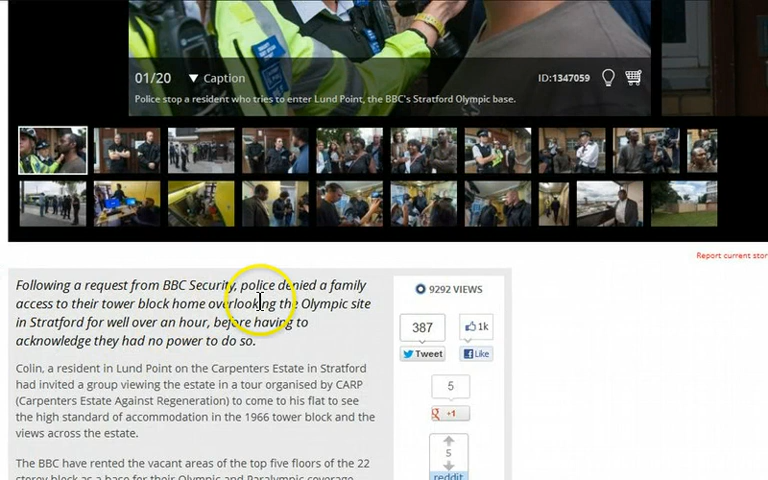 01/20 Caption ID:1347059
Police stop a resident who tries to enter Lund Point, the BBC's Stratford Olympic base.
Report current stor
Following a request from BBC Security, police denied a family
access to their tower block home overlooking the Olympic site
in Stratford for well over an hour, before having to
acknowledge they had no power to do so.
Colin, a resident in Lund Point on the Carpenters Estate in Stratford
had invited a group viewing the estate in a tour organised by CARP
(Carpenters Estate Against Regeneration) to come to his flat to see
the high standard of accommodation in the 1966 tower block and the
views across the estate.
The BBC have rented the vacant areas of the top five floors of the 22
storey block as a base for their Olympic and Paralympic coverage
9292 VIEWS
387 1k
Tweet Like
5
+1
5
reddit